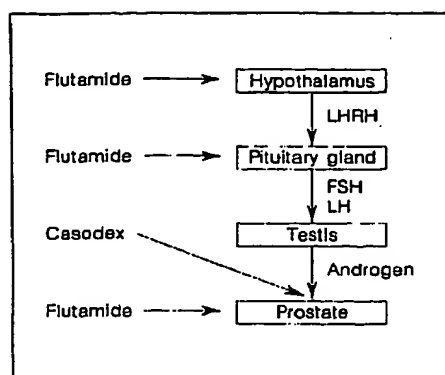 Flutamide Hypothalamus
LHRH
Flutamide Pituitary gland
FSH
LH
Casodex Testis
Androgen
Flutamide Prostate